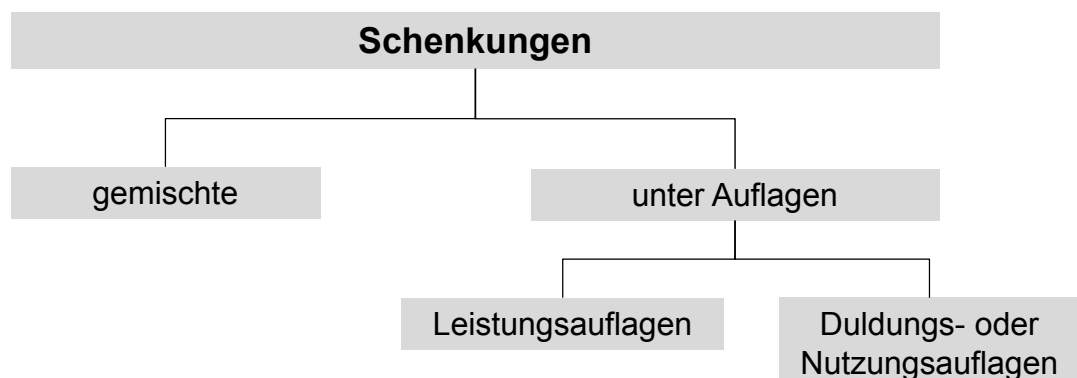 Schenkungen
gemischte
unter Auflagen
Leistungsauflagen
Duldungs- oder
Nutzungsauflagen